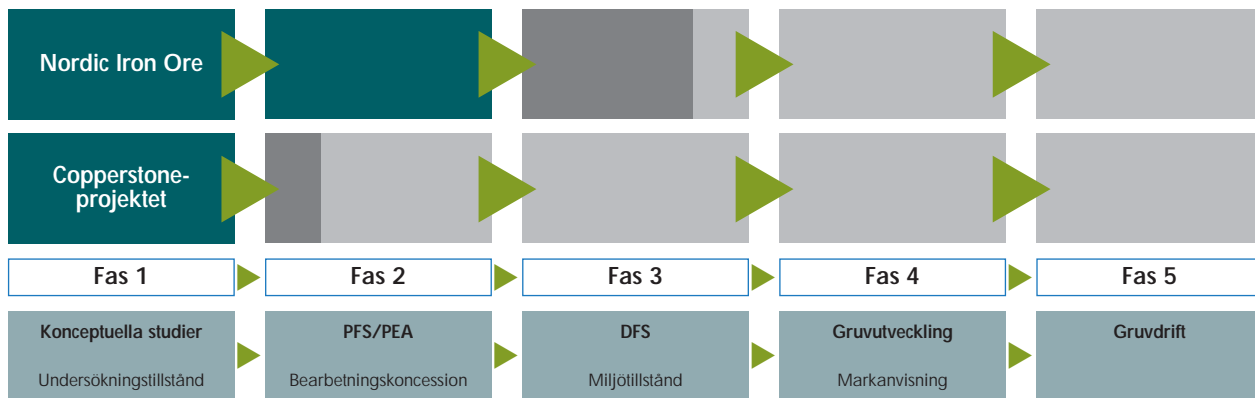 Nordic Iron Ore
Copperstone-
projektet
Fas 1
Fas 2
Fas 3
Fas 4
Fas 5
Konceptuella studier
Undersökningstillstånd
PFS/PEA
Bearbetningskoncession
DFS
Miljötillstånd
Gruvutveckling
Markanvisning
Gruvdrift